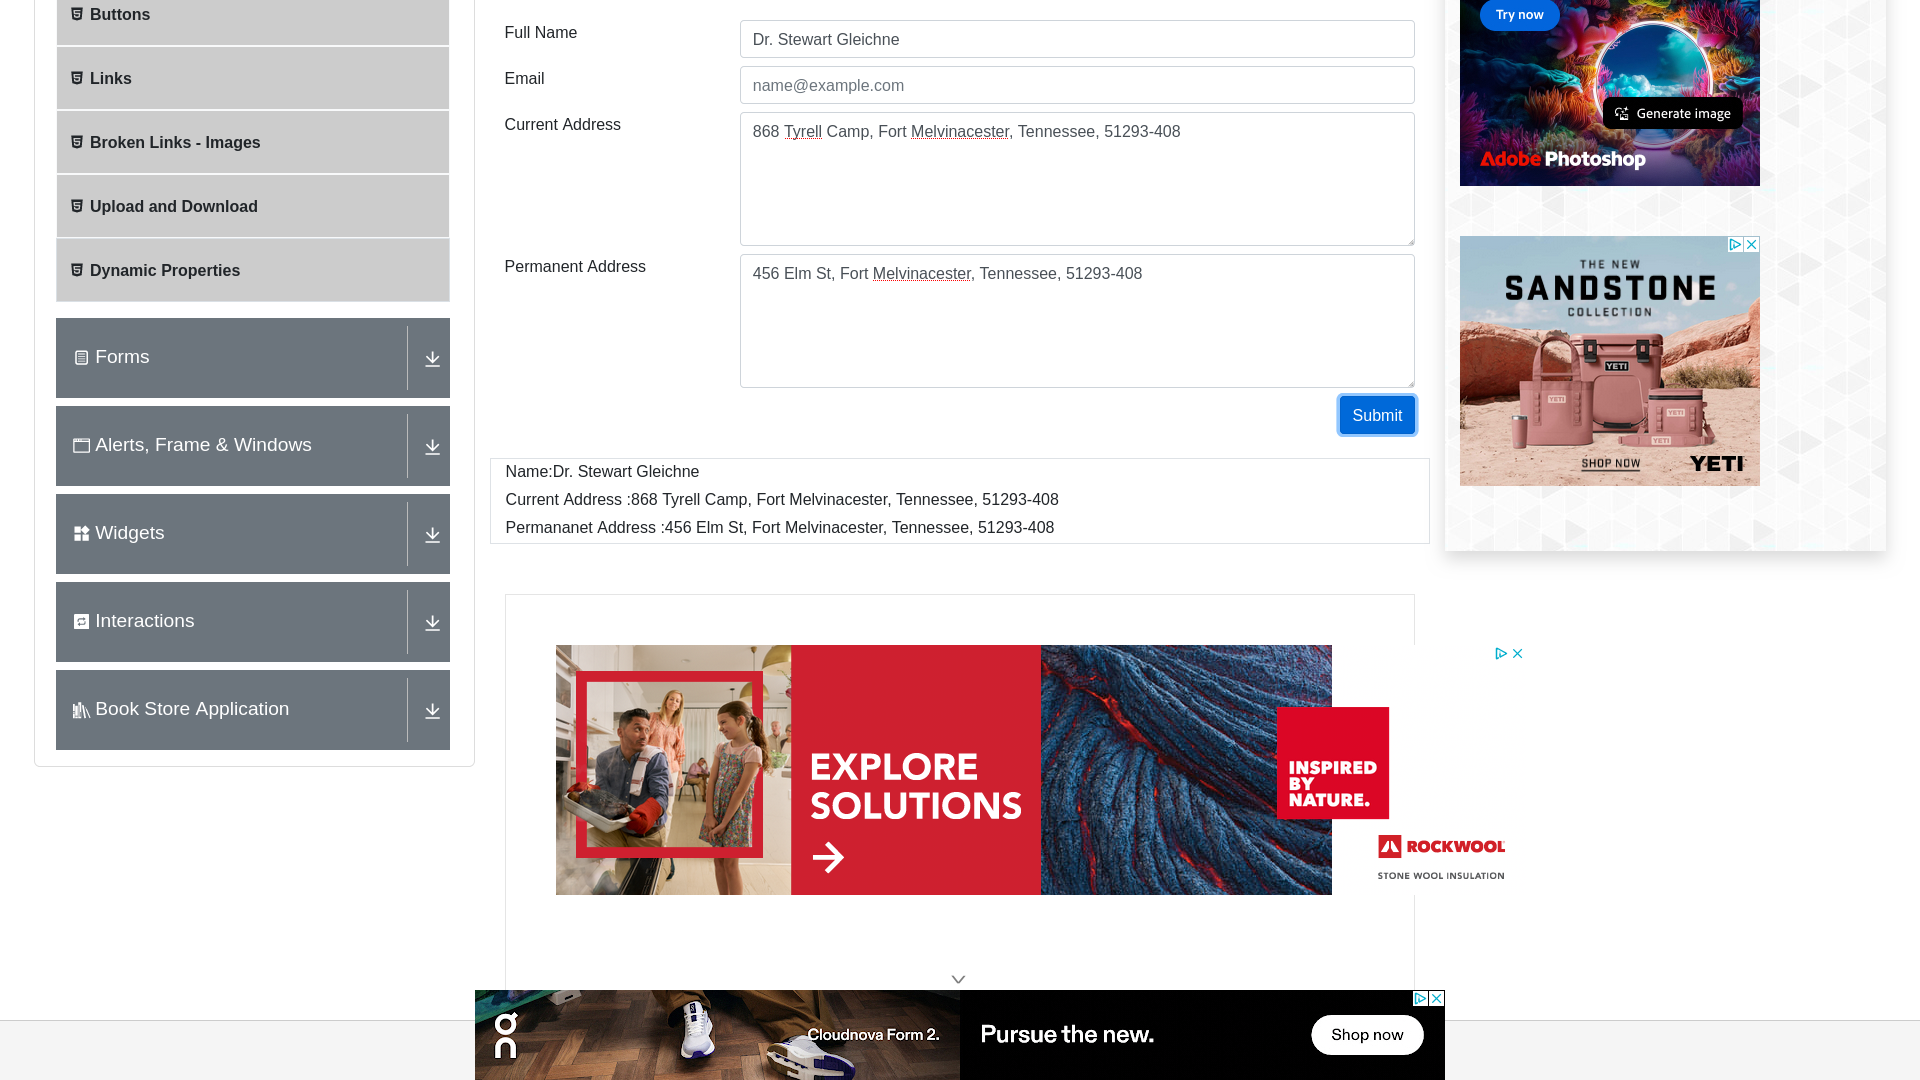 Buttons
Links
Broken Links - Images
Upload and Download
Dynamic Properties
Forms
Alerts, Frame & Windows
Widgets
Interactions
Book Store Application
Full Name
Dr. Stewart Gleichne
Email
name@example.com
Current Address
868 Tyrell Camp, Fort Melvinacester, Tennessee, 51293-408
Permanent Address
456 Elm St, Fort Melvinacester, Tennessee, 51293-408
Submit
Name:Dr. Stewart Gleichne
Current Address :868 Tyrell Camp, Fort Melvinacester, Tennessee, 51293-408
Permananet Address :456 Elm St, Fort Melvinacester, Tennessee, 51293-408
Try now
Generate image
Adobe Photoshop
THE NEW
SANDSTONE
COLLECTION
YETI
YETI
YETI
YETI
SHOP NOW
YETI
EXPLORE
SOLUTIONS
INSPIRED
BY
NATURE.
ROCKWOOL
STONE WOOL INSULATION
on
Cloudnova Form 2.
Pursue the new.
Shop now